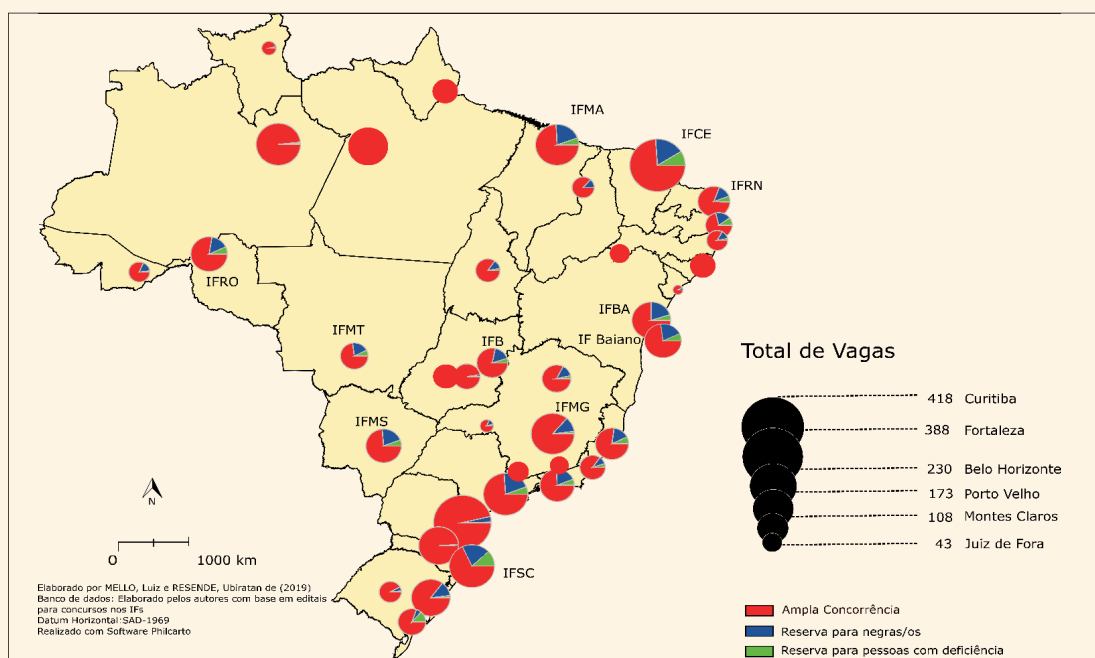 IFMA
IFCE
IFRN
IFRO
IFBA
IFMT
IFB
IF Baiano
Total de Vagas
IFMS
IFMG
418 Curitiba
388 Fortaleza
230 Belo Horizonte
173 Porto Velho
108 Montes Claros
43 Juiz de Fora
N
0 1000 km
IFSC
Elaborado por MELLO, Luiz e RESENDE, Ubiratan de (2019)
Banco de dados: Elaborado pelos autores com base em editais
para concursos nos IFs
Datum Horizontal:SAD-1969
Realizado com Software Philcarto
Ampla Concorrência
Reserva para negras/os
Reserva para pessoas com deficiência